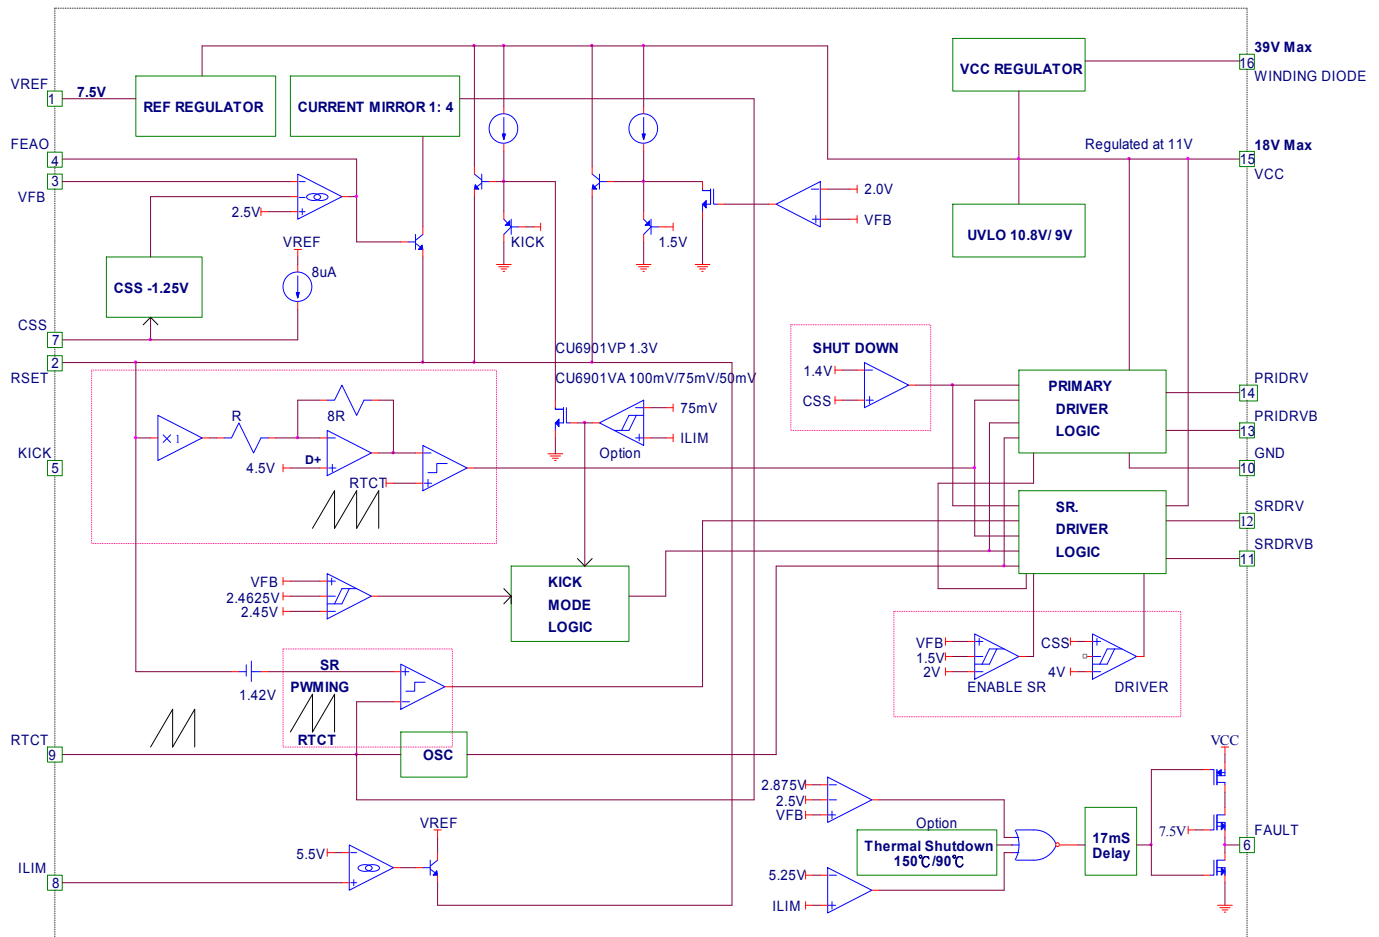 VREF
1
7.5V
REF REGULATOR
CURRENT MIRROR 1: 4
VCC REGULATOR
39V Max
16
WINDING DIODE
FEAO
4
3
VFB
2.5V
VREF
8uA
CSS -1.25V
KICK
1.5V
2.0V
VFB
Regulated at 11V
18V Max
15
VCC
UVLO 10.8V/ 9V
CSS
7
2
RSET
CU6901VP 1.3V
CU6901VA 100mV/75mV/50mV
75mV
ILIM
Option
SHUT DOWN
1.4V
CSS
PRIMARY
DRIVER
LOGIC
PRIDRV
14
PRIDRVB
13
GND
10
KICK
5
X 1
R
8R
4.5V
D+
RTCT
SR.
DRIVER
LOGIC
SRDRV
12
SRDRVB
11
VFB
2.4625V
2.45V
KICK
MODE
LOGIC
VFB
1.5V
2V
ENABLE SR
CSS
4V
DRIVER
1.42V
SR
PWMING
RTCT
RTCT
9
OSC
2.875V
2.5V
VFB
Option
Thermal Shutdown
150℃/90℃
5.25V
ILIM
17mS
Delay
VCC
7.5V
FAULT
6
VREF
5.5V
ILIM
8